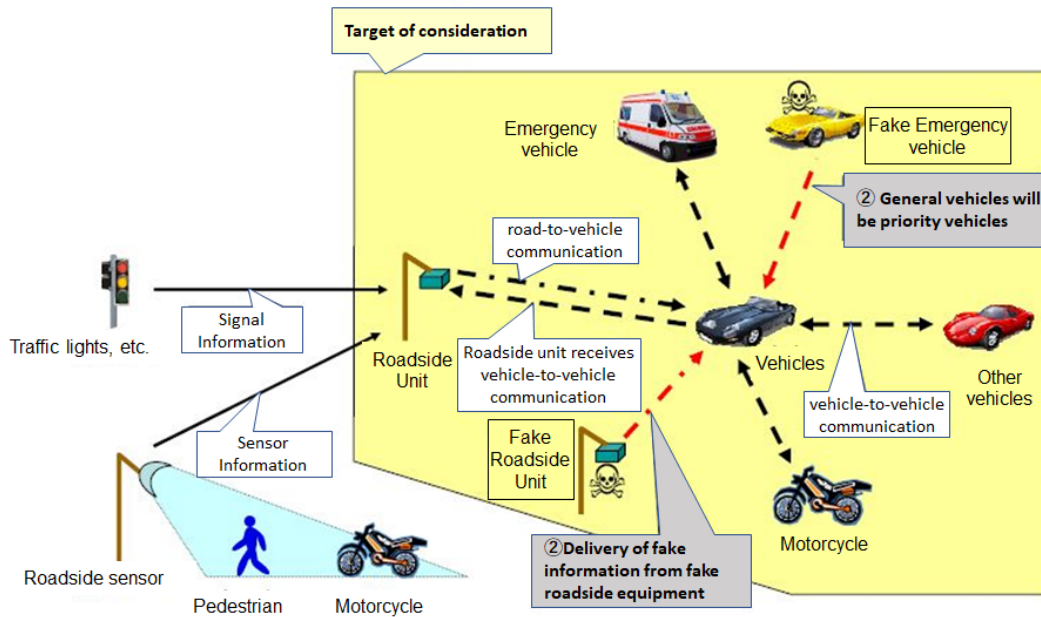 Target of consideration
Emergency
vehicle
Fake Emergency
vehicle
② General vehicles will
be priority vehicles
road-to-vehicle
communication
Signal
Information
Traffic lights, etc.
Roadside
Unit
Roadside unit receives
vehicle-to-vehicle
communication
Vehicles
Other
vehicles
vehicle-to-vehicle
communication
Sensor
Information
Fake
Roadside
Unit
Motorcycle
②Delivery of fake
information from fake
roadside equipment
Roadside sensor
Pedestrian
Motorcycle